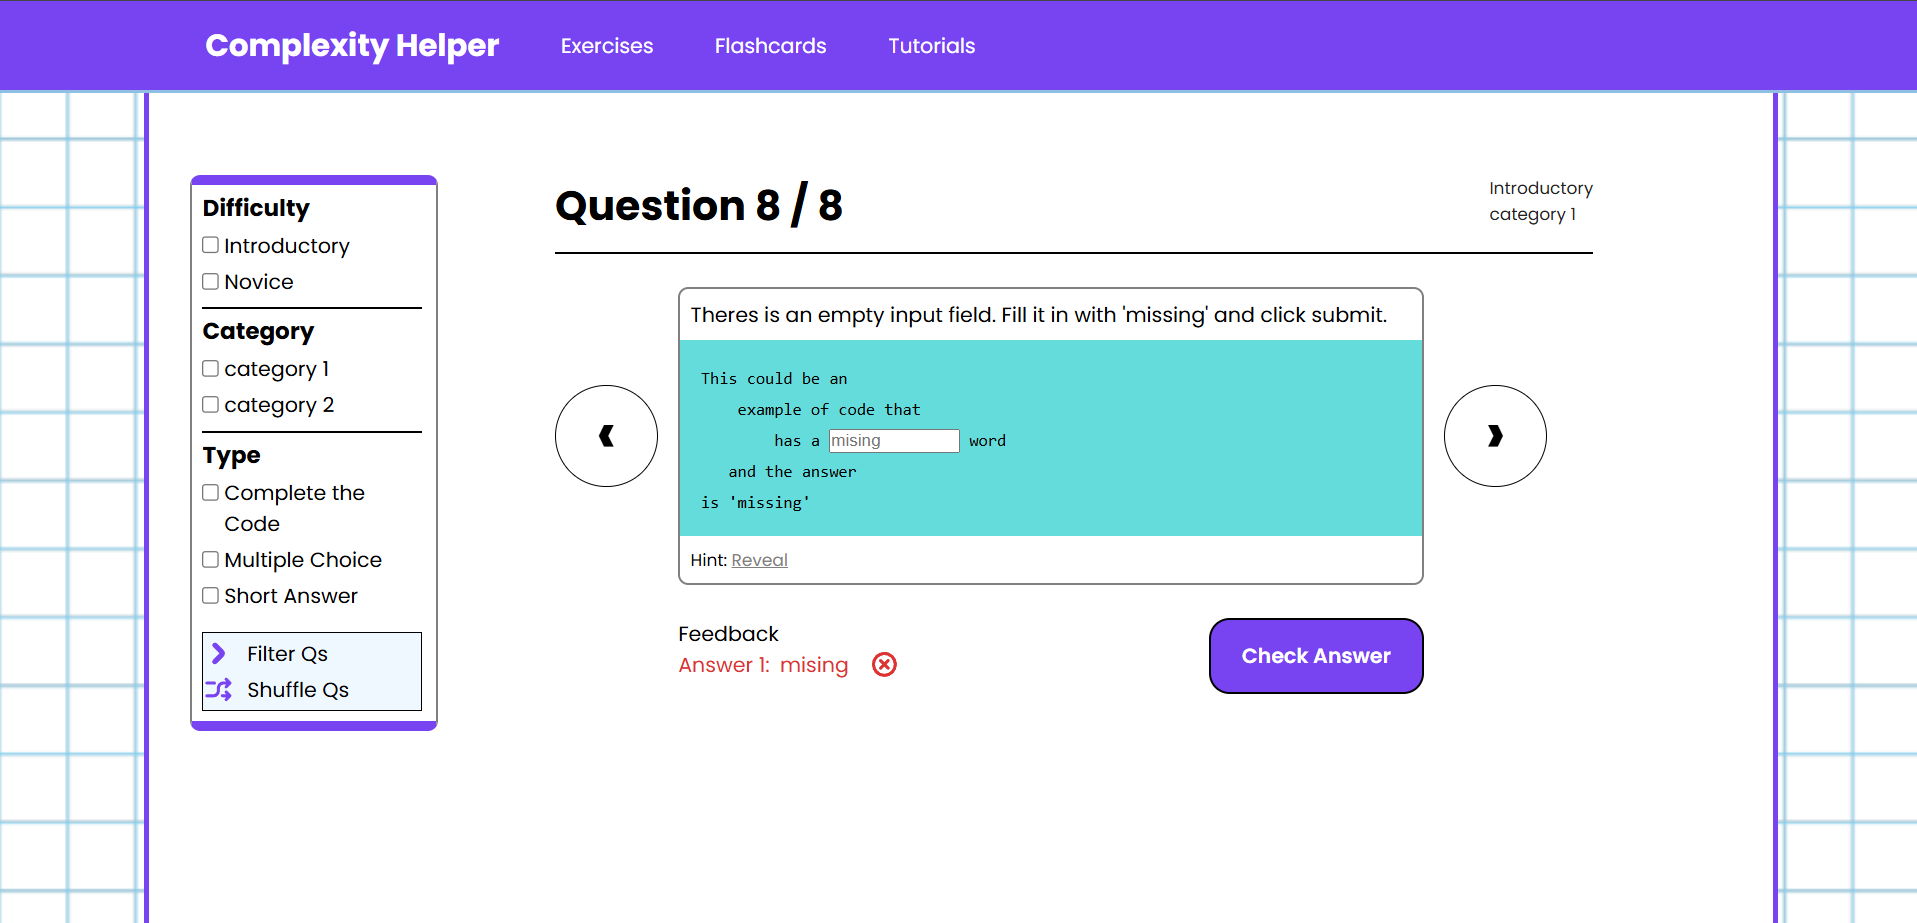 Complexity Helper Exercises Flashcards Tutorials
Difficulty
Introductory
Novice
Category
category 1
category 2
Type
Complete the
Code
Multiple Choice
Short Answer
Filter Qs
Shuffle Qs
Question 8 / 8
Introductory
category 1
Theres is an empty input field. Fill it in with 'missing' and click submit.
This could be an
example of code that
has a mising word
and the answer
is 'missing'
Hint: Reveal
Feedback
Answer 1: mising
Check Answer